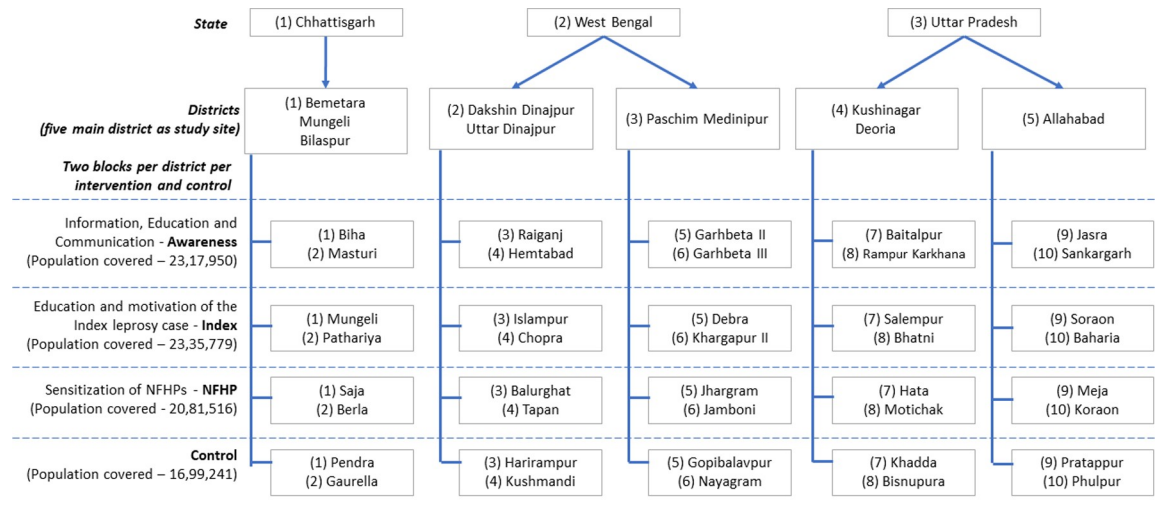 State
(1) Chhattisgarh
(2) West Bengal
(3) Uttar Pradesh
Districts
(five main district as study site)
(1) Bemetara
Mungeli
Bilaspur
(2) Dakshin Dinajpur
Uttar Dinajpur
(3) Paschim Medinipur
(4) Kushinagar
Deoria
(5) Allahabad
Two blocks per district per
intervention and control
Information, Education and
Communication - Awareness
(Population covered – 23,17,950)
(1) Biha
(2) Masturi
(3) Raiganj
(4) Hemtabad
(5) Garhbeta II
(6) Garhbeta III
(7) Baitalpur
(8) Rampur Karkhana
(9) Jasra
(10) Sankargarh
Education and motivation of the
Index leprosy case - Index
(Population covered – 23,35,779)
(1) Mungeli
(2) Pathariya
(3) Islampur
(4) Chopra
(5) Debra
(6) Khargapur II
(7) Salempur
(8) Bhatni
(9) Soraon
(10) Baharia
Sensitization of NFHPs - NFHP
(Population covered - 20,81,516)
(1) Saja
(2) Berla
(3) Balurghat
(4) Tapan
(5) Jhargram
(6) Jamboni
(7) Hata
(8) Motichak
(9) Meja
(10) Koraon
Control
(Population covered – 16,99,241)
(1) Pendra
(2) Gaurella
(3) Harirampur
(4) Kushmandi
(5) Gopibalavpur
(6) Nayagram
(7) Khadda
(8) Bisnupura
(9) Pratappur
(10) Phulpur